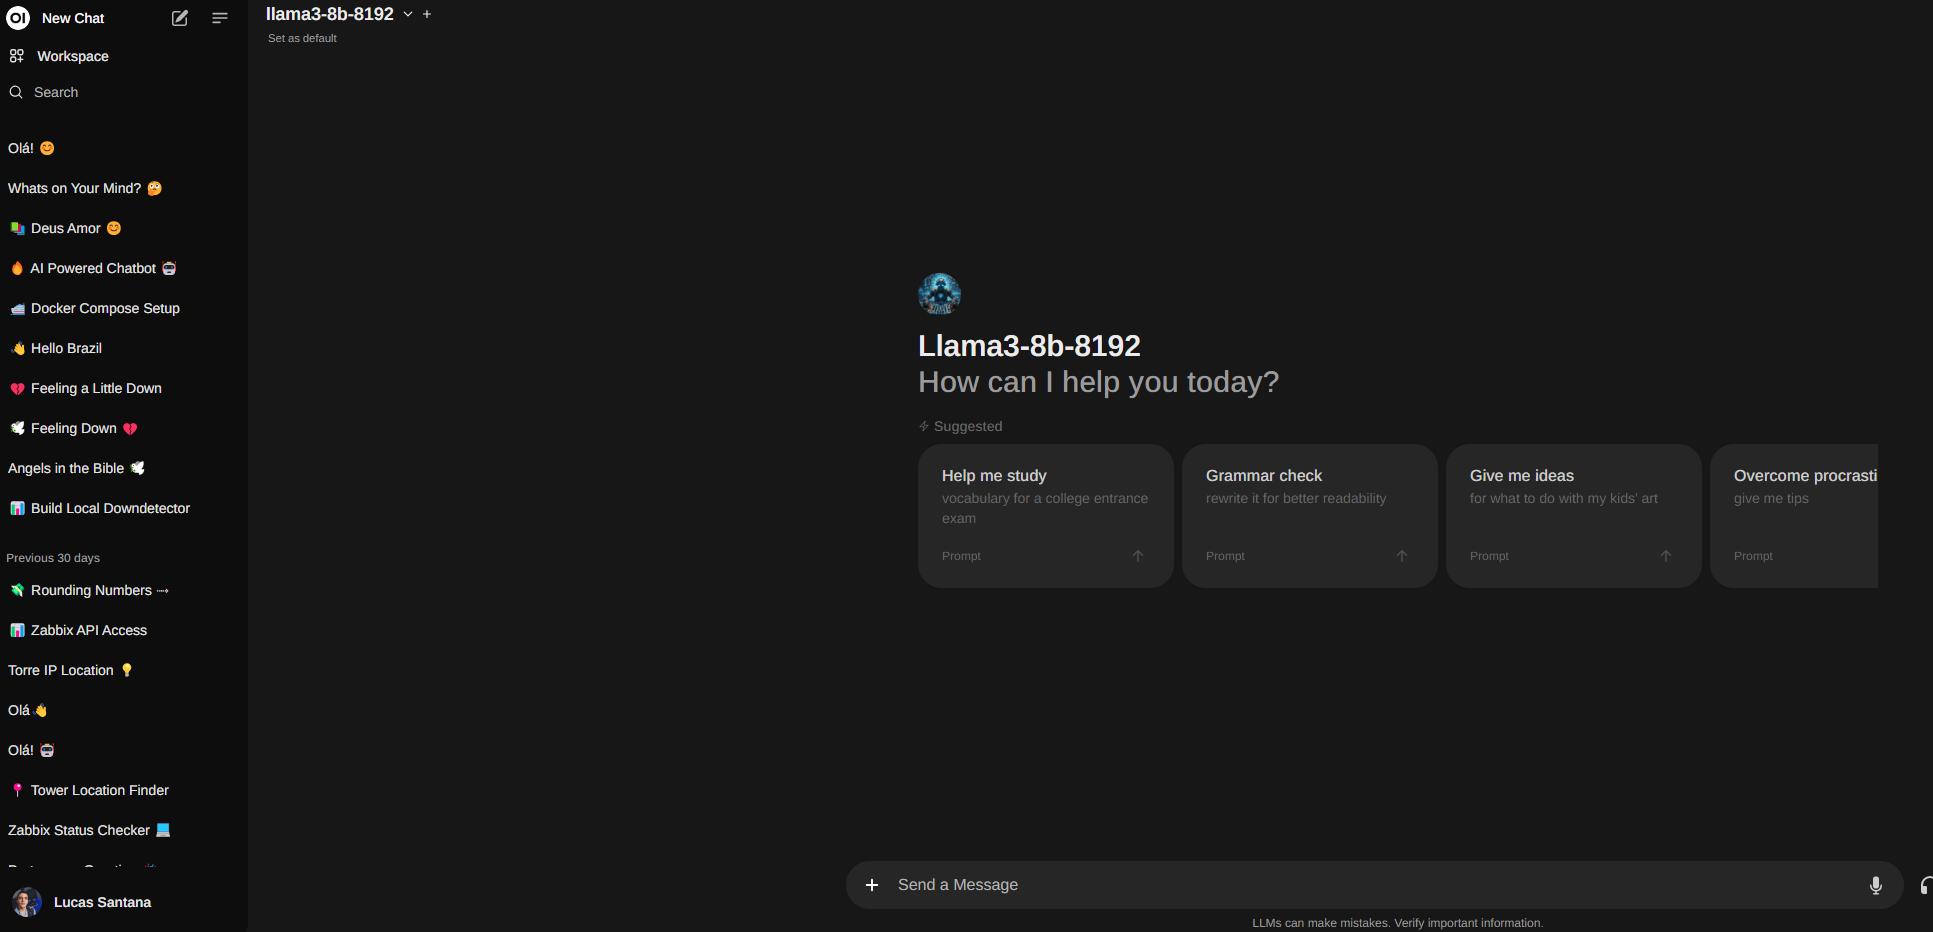 OI New Chat
Workspace
Search
Olá! 😊
Whats on Your Mind? 🤔
📚 Deus Amor 😊
🔥 AI Powered Chatbot 🤖
Docker Compose Setup
👋 Hello Brazil
💔 Feeling a Little Down
🕊️ Feeling Down 💔
Angels in the Bible 🕊️
📊 Build Local Downdetector
Previous 30 days
💸 Rounding Numbers
📊 Zabbix API Access
Torre IP Location 💡
Olá 👋
Olá! 🤖
📍 Tower Location Finder
Zabbix Status Checker 💻
Lucas Santana
llama3-8b-8192
Set as default
Llama3-8b-8192
How can I help you today?
Suggested
Help me study
vocabulary for a college entrance
exam
Prompt
Grammar check
rewrite it for better readability
Prompt
Give me ideas
for what to do with my kids' art
Prompt
Overcome procrasti
give me tips
Prompt
Send a Message
LLMs can make mistakes. Verify important information.